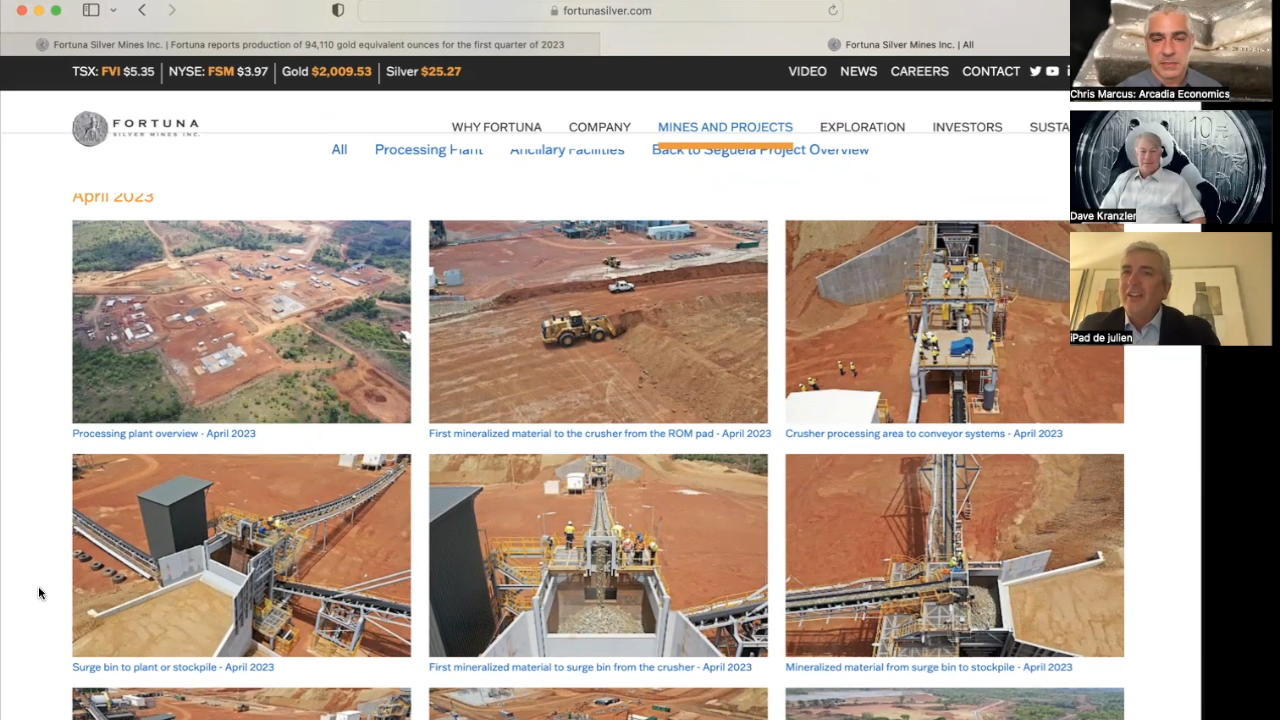 fortunasilver.com
Fortuna Silver Mines Inc. | Fortuna reports production of 94,110 gold equivalent ounces for the first quarter of 2023
Fortuna Silver Mines Inc. | All
TSX: FVI $5.35 NYSE: FSM $3.97 Gold $2,009.53 Silver $25.27
VIDEO NEWS CAREERS CONTACT
FORTUNA
SILVER MINES INC.
WHY FORTUNA COMPANY MINES AND PROJECTS EXPLORATION INVESTORS SUSTA
All Processing Plant Ancillary Facilities Back to Seguela Project Overview
April 2023
Processing plant overview - April 2023
First mineralized material to the crusher from the ROM pad - April 2023
Crusher processing area to conveyor systems - April 2023
Surge bin to plant or stockpile - April 2023
First mineralized material to surge bin from the crusher - April 2023
Mineralized material from surge bin to stockpile - April 2023
Chris Marcus: Arcadia Economics
Dave Kranzler
iPad de julien
10